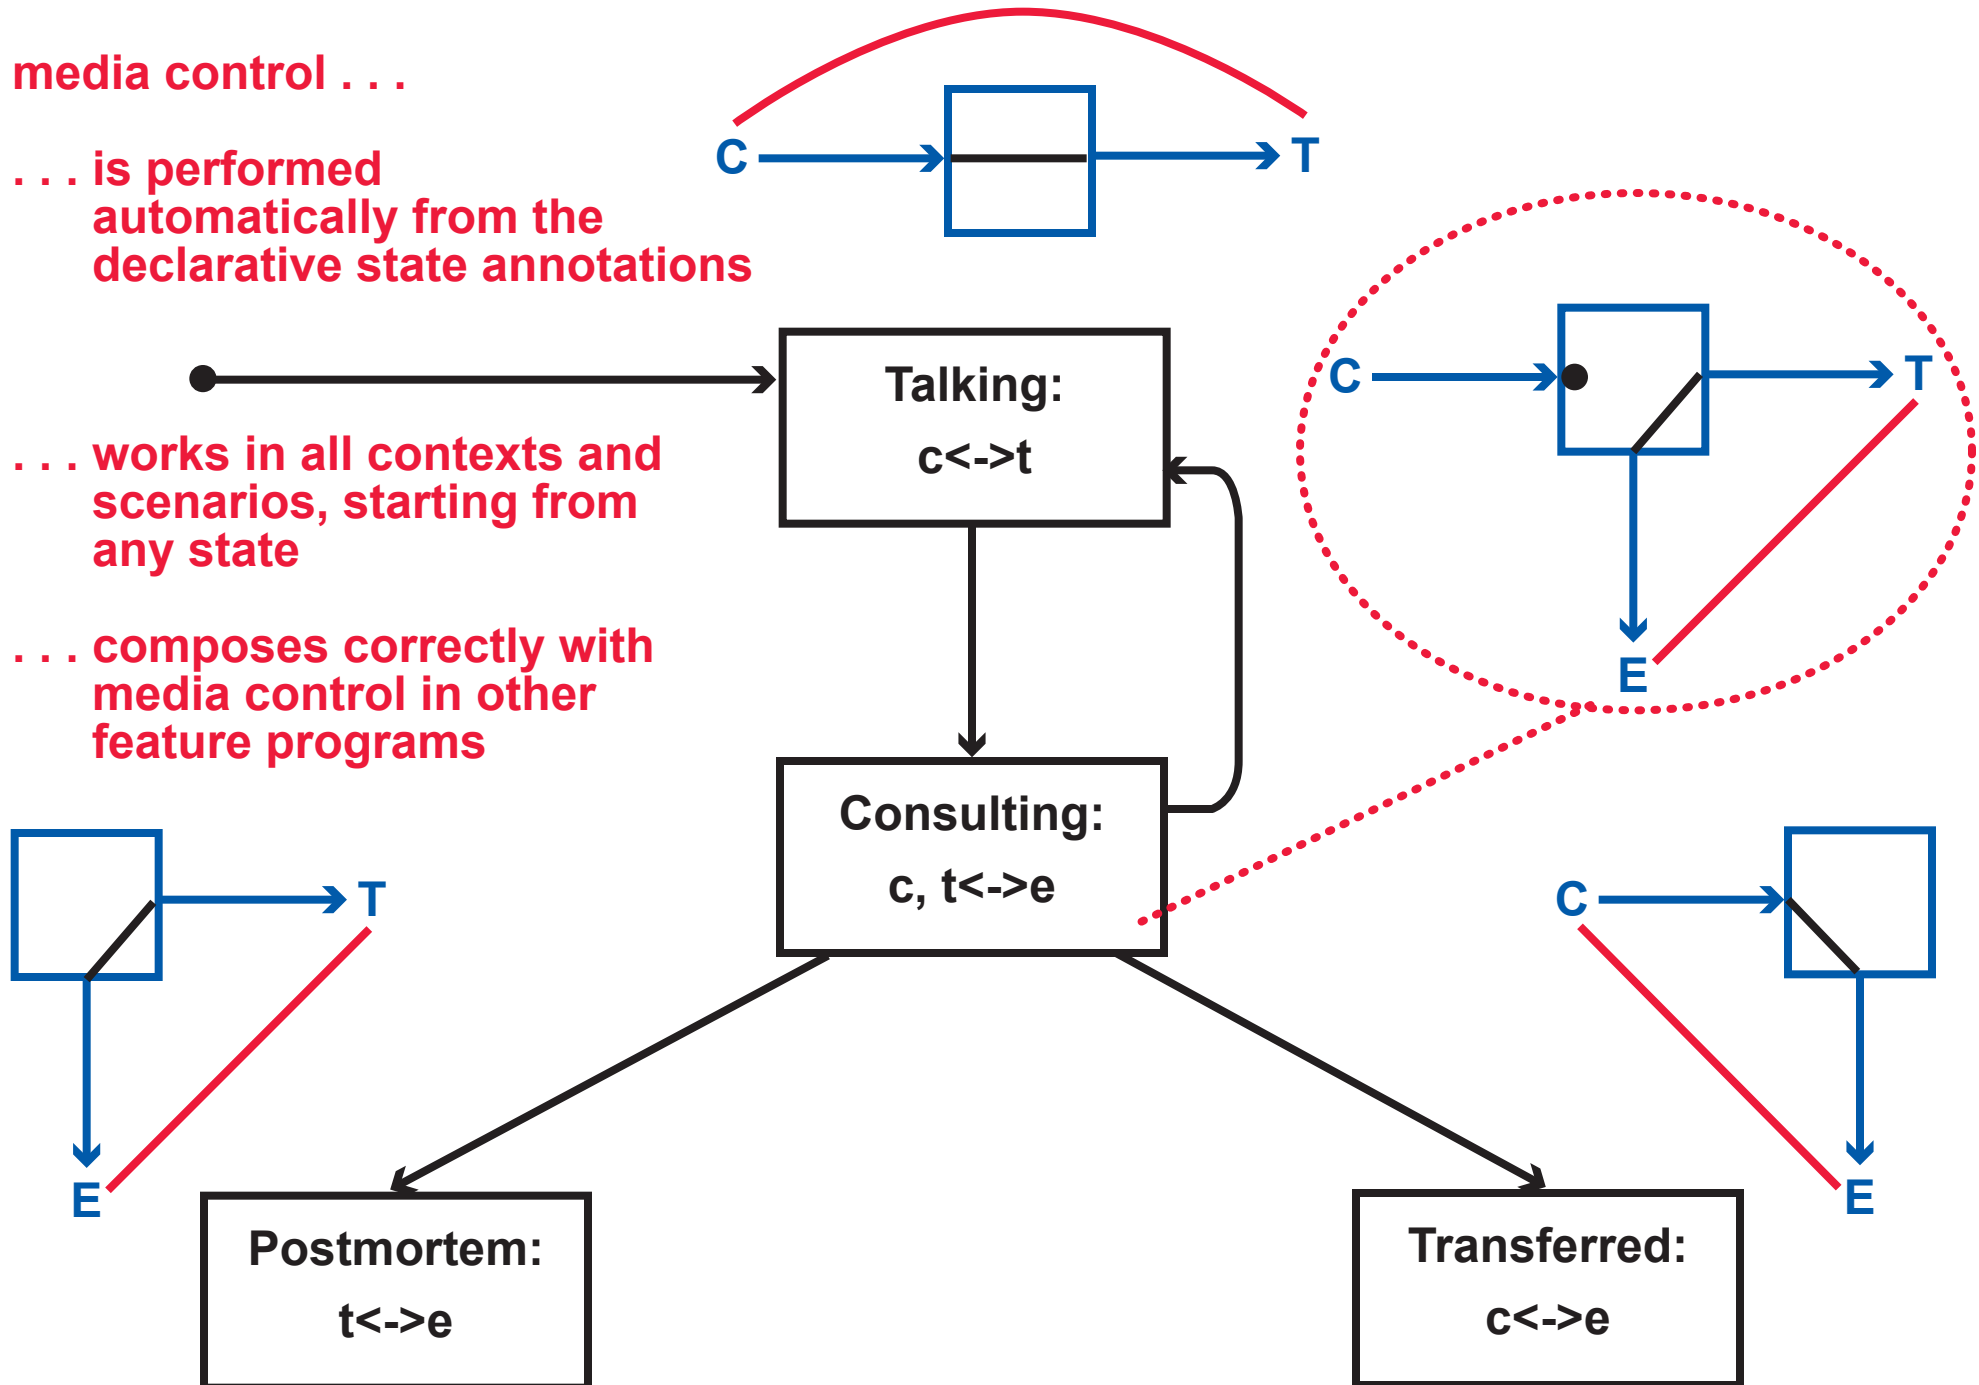 media control . . .
. . . is performed
automatically from the
declarative state annotations
C
T
. . . works in all contexts and
scenarios, starting from
any state
. . . composes correctly with
media control in other
feature programs
Talking:
c<->t
C
T
E
Consulting:
c, t<->e
T
E
C
E
Postmortem:
t<->e
Transferred:
c<->e